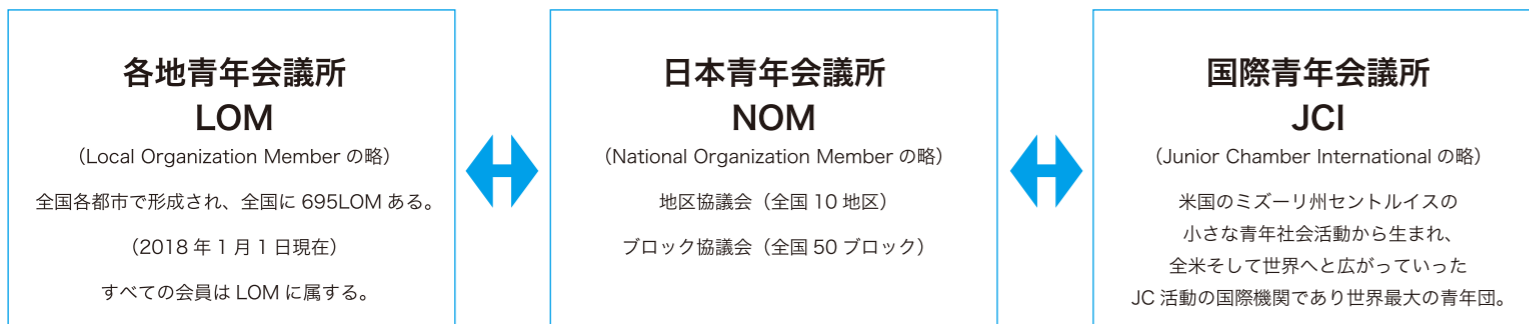 各地青年会議所
LOM
（Local Organization Member の略）
全国各都市で形成され、全国に 695LOM ある。
（2018 年 1 月 1 日現在）
すべての会員は LOM に属する。
日本青年会議所
NOM
（National Organization Member の略）
地区協議会（全国 10 地区）
ブロック協議会（全国 50 ブロック）
国際青年会議所
JCI
（Junior Chamber International の略）
米国のミズーリ州セントルイスの
小さな青年社会活動から生まれ、
全米そして世界へと広がっていった
JC 活動の国際機関であり世界最大の青年団。